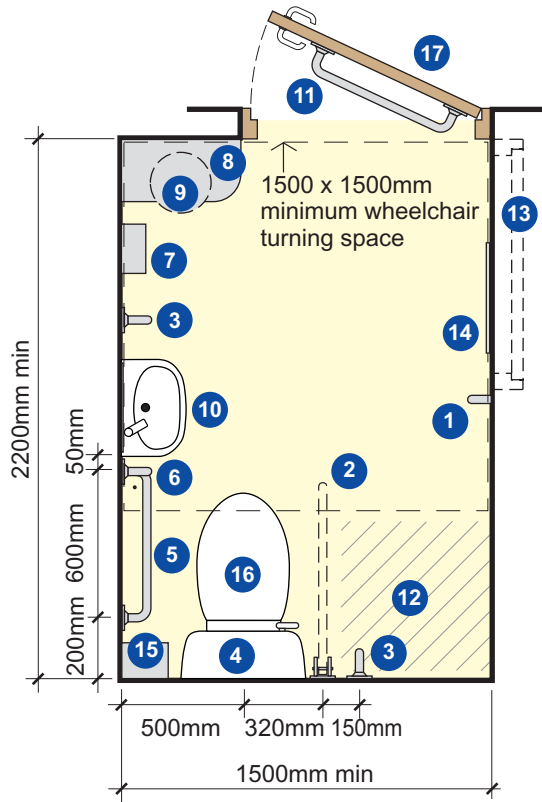 17
11
8
1500 x 1500mm
minimum wheelchair
turning space
9
13
7
3
14
10
1
2200mm min
50mm
6
2
600mm
5
16
12
200mm
15
4
3
500mm
320mm
150mm
1500mm min